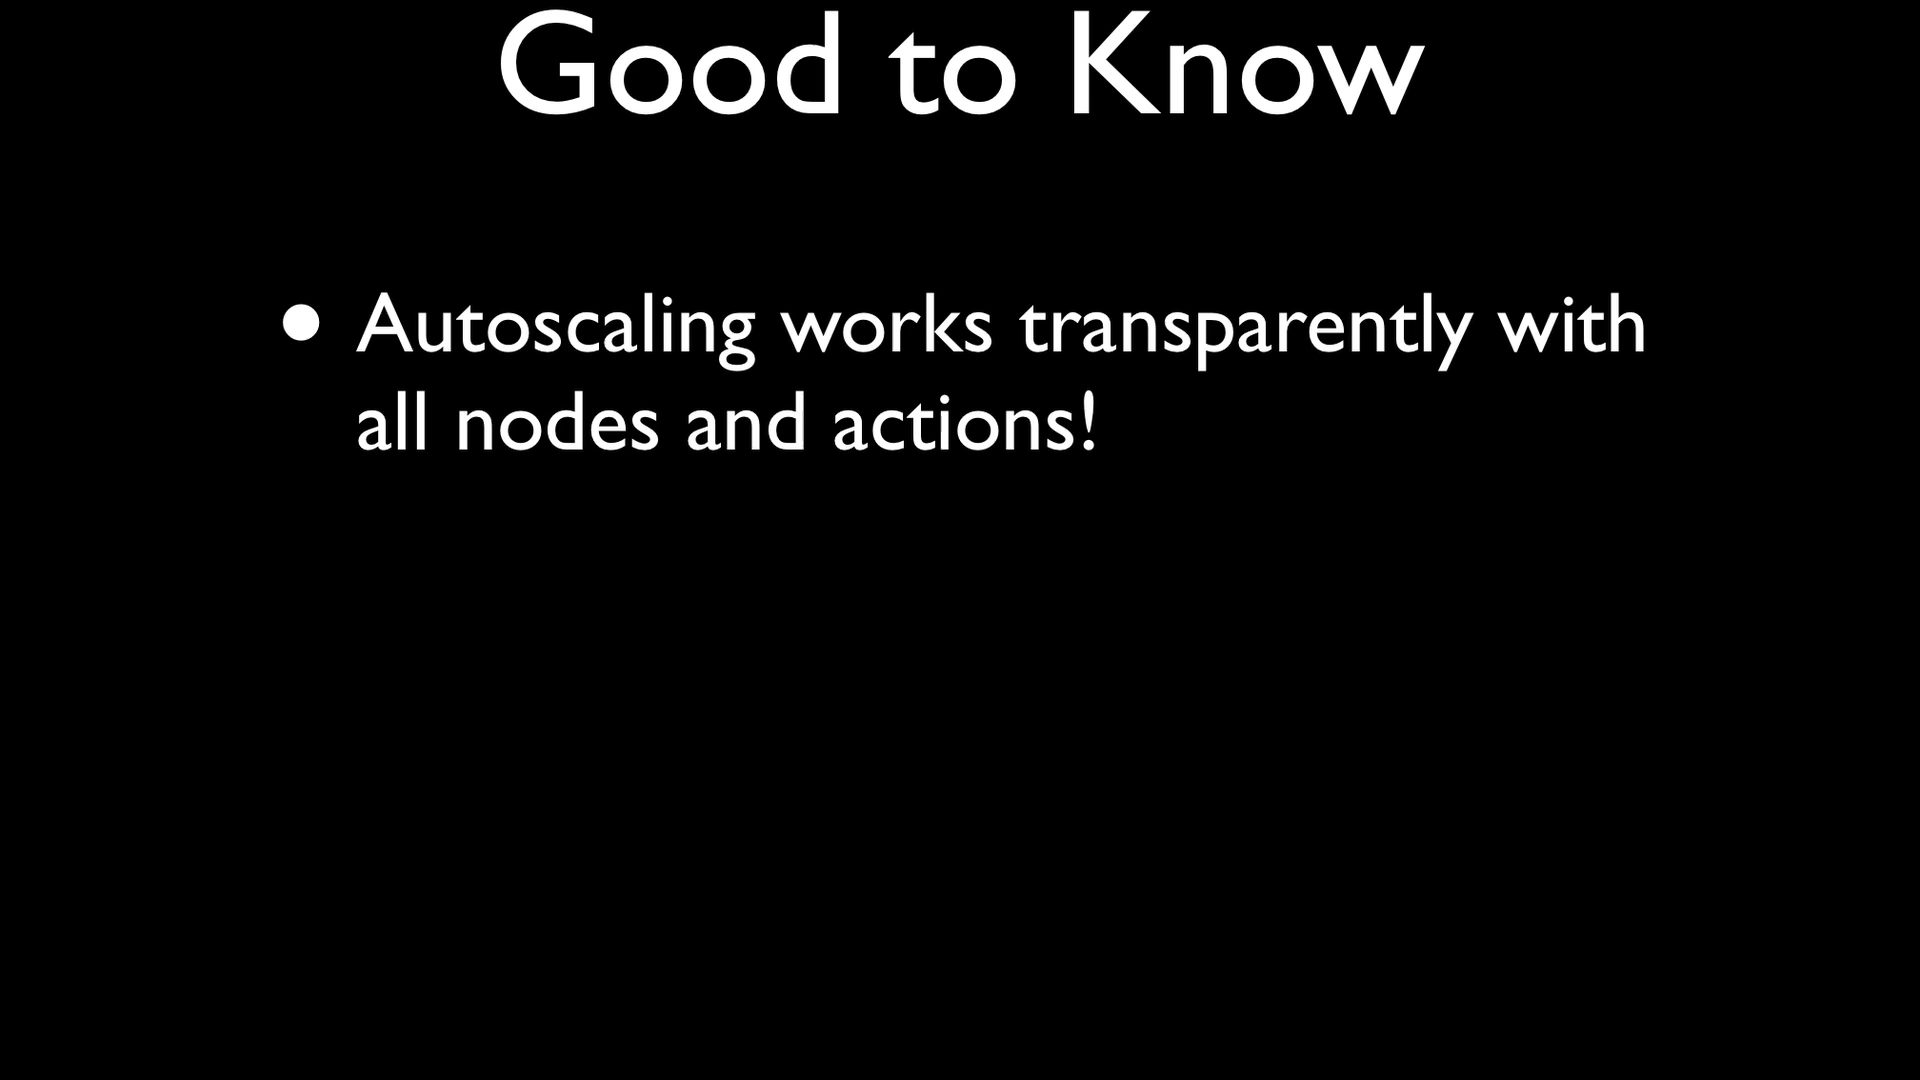 Good to Know
• Autoscaling works transparently with
all nodes and actions!